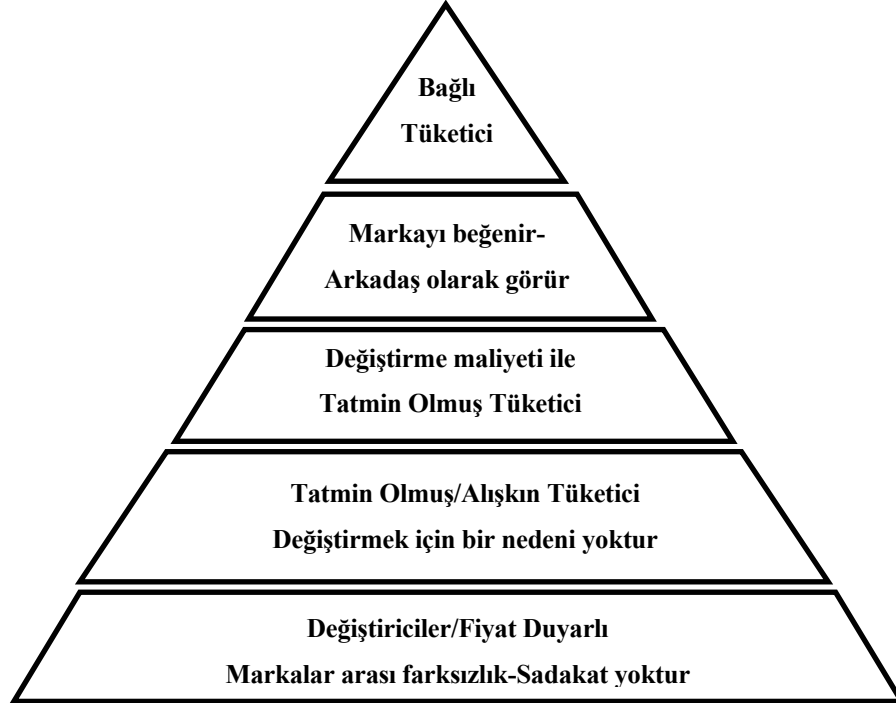 Bağlı
Tüketici
Markayı beğenir-
Arkadaş olarak görür
Değiştirme maliyeti ile
Tatmin Olmuş Tüketici
Tatmin Olmuş/Alışkın Tüketici
Değiştirmek için bir nedeni yoktur
Değiştiriciler/Fiyat Duyarlı
Markalar arası farksızlık-Sadakat yoktur